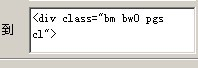 到
<div class="bm bw0 pgs
cl">